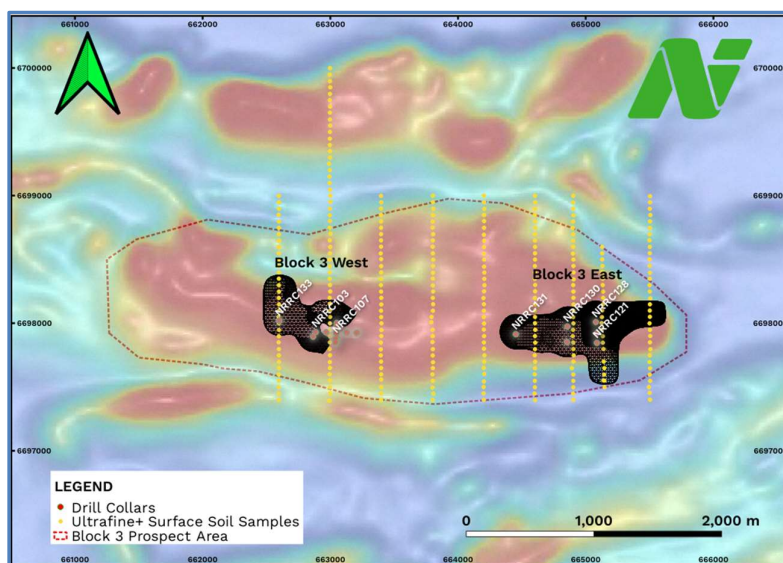 661000 662000 663000 664000 665000 666000
6700000 6700000
6699000 6699000
Block 3 West
Block 3 East
NRRC133
NRRC103
NRRC107
NRRC131
NRRC130
NRRC128
NRRC121
6698000 6698000
6697000 6697000
LEGEND
Drill Collars
Ultrafine+ Surface Soil Samples
Block 3 Prospect Area
0 1,000 2,000 m
661000 662000 663000 664000 665000 666000